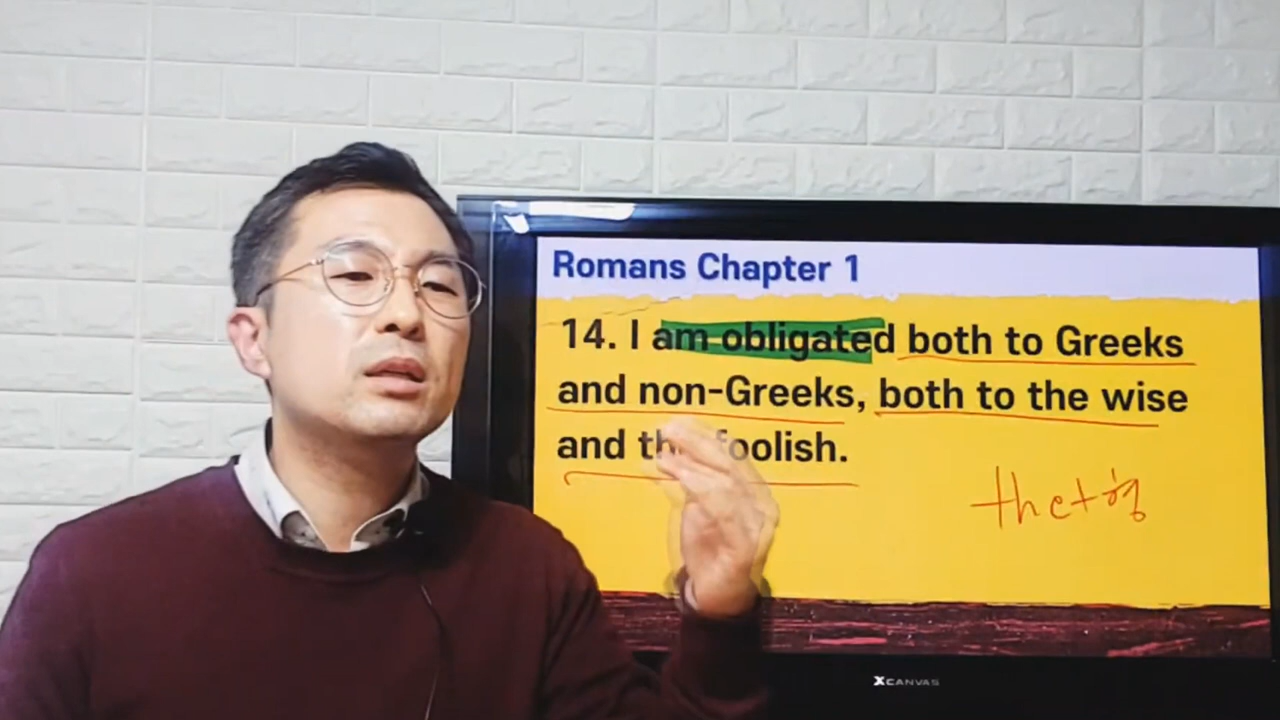 Romans Chapter 1
14. I am obligated both to Greeks
and non-Greeks, both to the wise
and the foolish.
the+형
XCANVAS